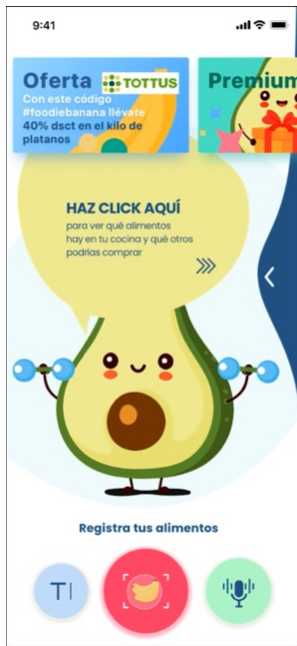 9:41
Oferta TOTTUS
Con este código
#foodiebanana llévate
40% dsct en el kilo de
platanos
Premium
HAZ CLICK AQUÍ
para ver qué alimentos
hay en tu cocina y qué otros
podrías comprar
Registra tus alimentos
T|